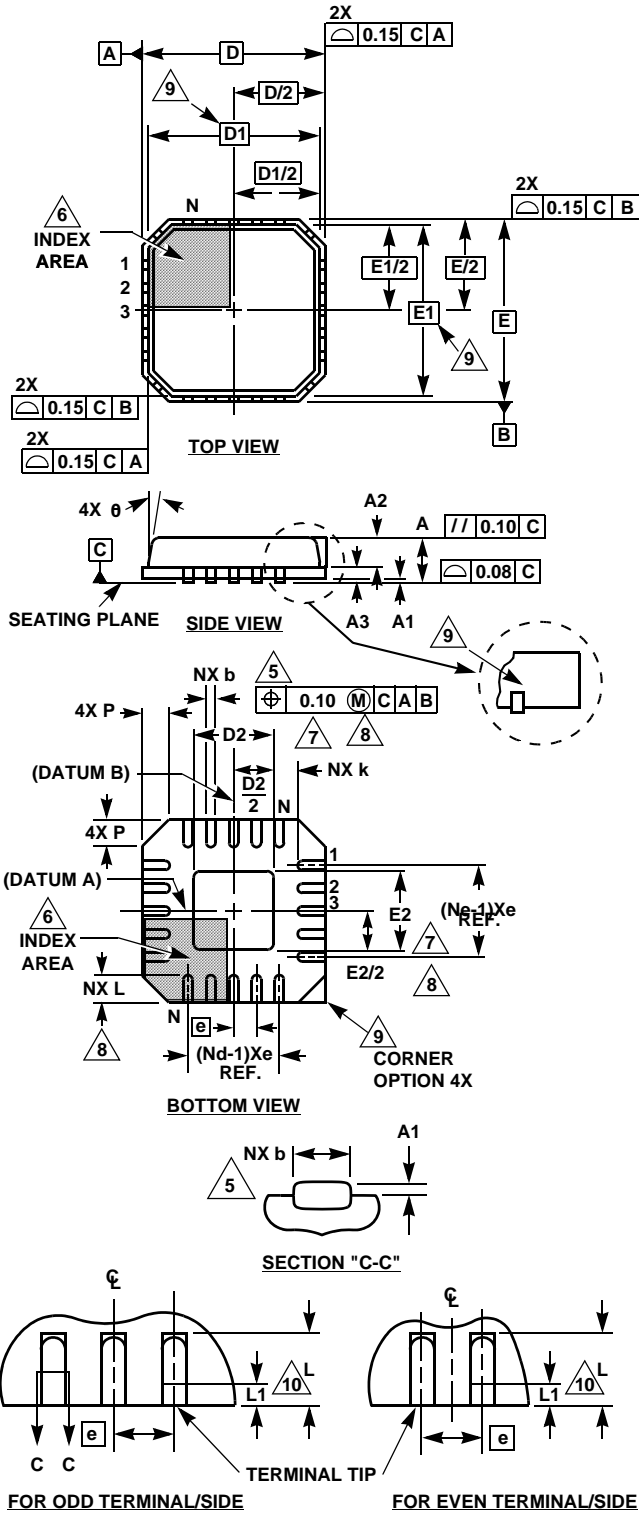 2X
⌓ 0.15 C A
A D
9 D/2
D1
D1/2
2X
⌓ 0.15 C B
6 N
INDEX
AREA
E1/2 E/2
1
2
3
E1 E
9
2X
⌓ 0.15 C B
B
2X
⌓ 0.15 C A
TOP VIEW
4X θ A2 A // 0.10 C
C ⌓ 0.08 C
SEATING PLANE A3 A1
SIDE VIEW 9
NX b 5
⌖ 0.10 Ⓜ C A B
4X P D2 7 8
(DATUM B) D2
2
NX k
N
4X P 1
2
3
(DATUM A) E2 (Ne-1)Xe
REF.
6
INDEX
AREA
7
E2/2
NX L 8
8 N e 9
(Nd-1)Xe
REF.
CORNER
OPTION 4X
BOTTOM VIEW
NX b A1
5
SECTION "C-C"
℄ ℄
L1 10 L L1 10 L
e e
C C
TERMINAL TIP
FOR ODD TERMINAL/SIDE FOR EVEN TERMINAL/SIDE